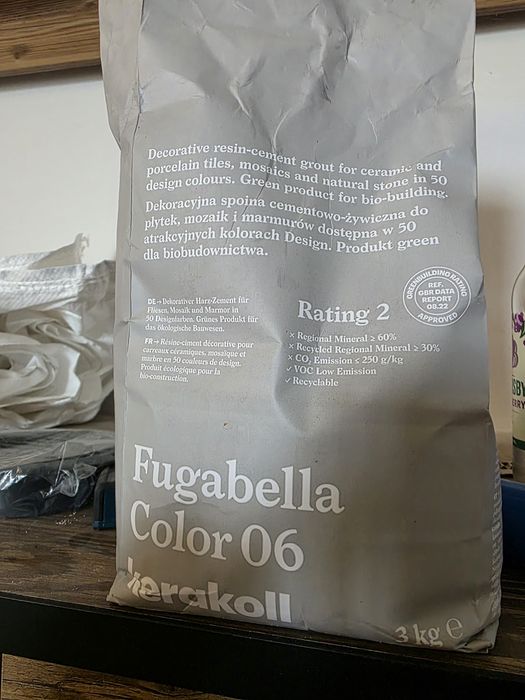 Decorative resin-cement grout for ceramic and
porcelain tiles, mosaics and natural stone in 50
design colours. Green product for bio-building.
Dekoracyjna spoina cementowo-żywiczna do
płytek, mozaik i marmurów dostępna w 50
atrakcyjnych kolorach Design. Produkt green
dla biobudownictwa.
DE→ Dekorativer Harz-Zement für
Fliesen, Mosaik und Marmor in
50 Designfarben. Grünes Produkt für
das ökologische Bauwesen.
FR→ Résino-ciment décorative pour
carreaux céramiques, mosaïque et
marbre en 50 couleurs de design.
Produit écologique pour la
bio-construction.
GREENBUILDING RATING
REF.
GBR DATA
REPORT
08.22
APPROVED
Rating 2
× Regional Mineral ≥ 60%
× Recycled Regional Mineral ≥ 30%
× CO₂ Emission ≤ 250 g/kg
✓ VOC Low Emission
✓ Recyclable
Fugabella
Color 06
kerakoll
3 kg e